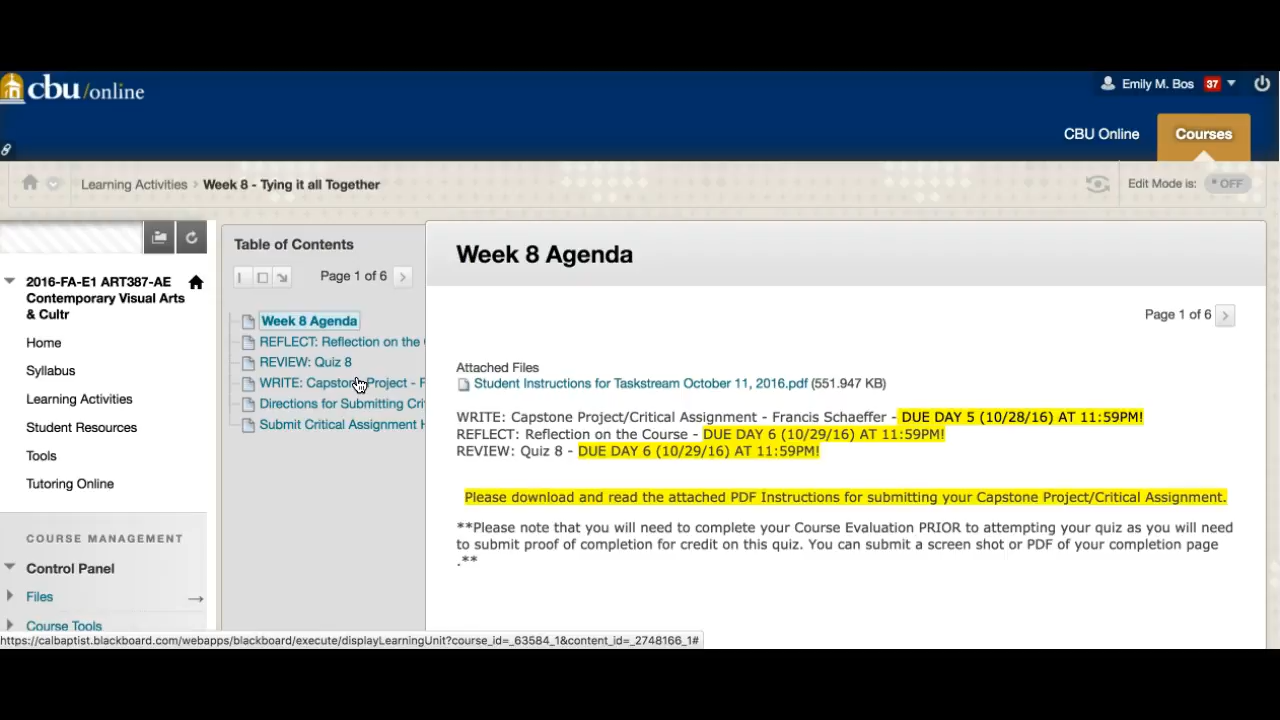 cbu/online
Emily M. Bos 37
CBU Online
Courses
Learning Activities > Week 8 - Tying it all Together
Edit Mode is: OFF
2016-FA-E1 ART387-AE
Contemporary Visual Arts
& Cultr
Home
Syllabus
Learning Activities
Student Resources
Tools
Tutoring Online
COURSE MANAGEMENT
Control Panel
Files
Course Tools
Table of Contents
Page 1 of 6
Week 8 Agenda
REFLECT: Reflection on the
REVIEW: Quiz 8
WRITE: Capstone Project - F
Directions for Submitting Cri
Submit Critical Assignment H
Week 8 Agenda
Page 1 of 6
Attached Files
Student Instructions for Taskstream October 11, 2016.pdf (551.947 KB)
WRITE: Capstone Project/Critical Assignment - Francis Schaeffer - DUE DAY 5 (10/28/16) AT 11:59PM!
REFLECT: Reflection on the Course - DUE DAY 6 (10/29/16) AT 11:59PM!
REVIEW: Quiz 8 - DUE DAY 6 (10/29/16) AT 11:59PM!
Please download and read the attached PDF Instructions for submitting your Capstone Project/Critical Assignment.
**Please note that you will need to complete your Course Evaluation PRIOR to attempting your quiz as you will need
to submit proof of completion for credit on this quiz. You can submit a screen shot or PDF of your completion page
.**
https://calbaptist.blackboard.com/webapps/blackboard/execute/displayLearningUnit?course_id=_63584_1&content_id=_2748166_1#